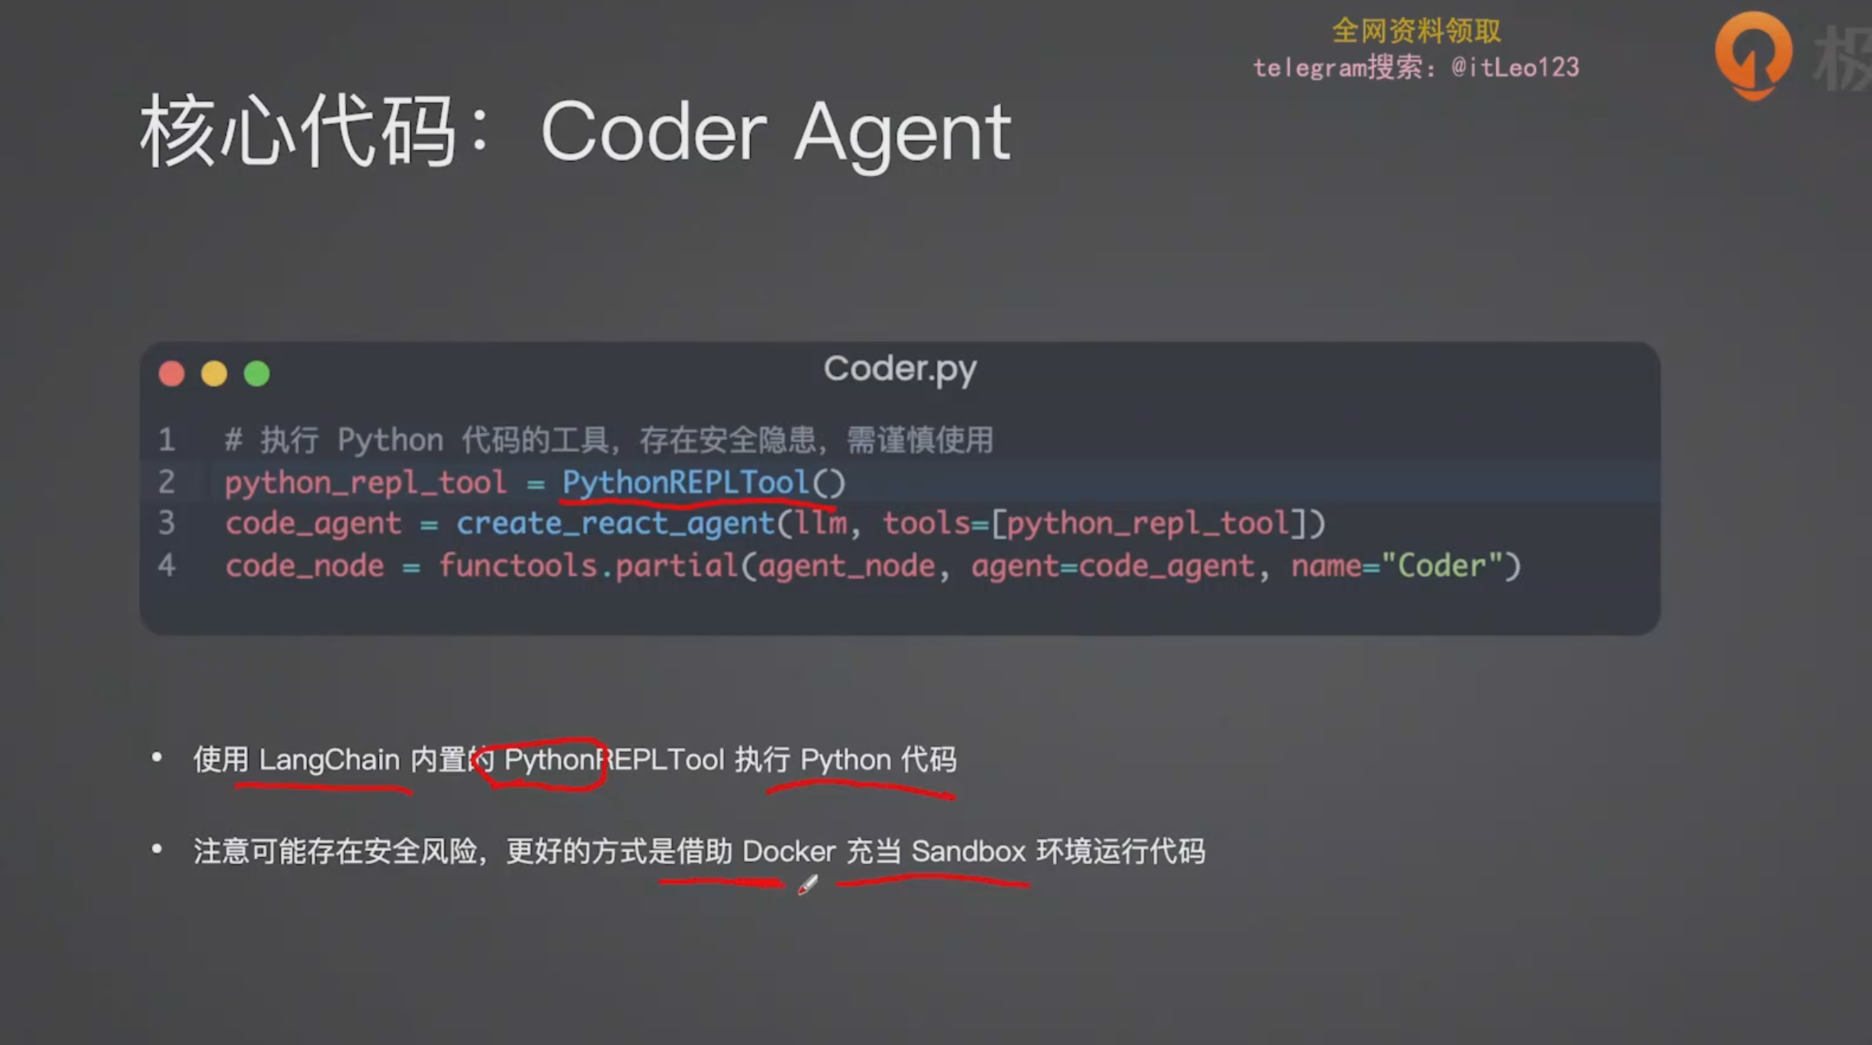 全网资料领取
telegram搜索：@itLeo123
极
核心代码：Coder Agent
Coder.py
1 # 执行 Python 代码的工具，存在安全隐患，需谨慎使用
2 python_repl_tool = PythonREPLTool()
3 code_agent = create_react_agent(llm, tools=[python_repl_tool])
4 code_node = functools.partial(agent_node, agent=code_agent, name="Coder")
• 使用 LangChain 内置的 PythonREPLTool 执行 Python 代码
• 注意可能存在安全风险，更好的方式是借助 Docker 充当 Sandbox 环境运行代码